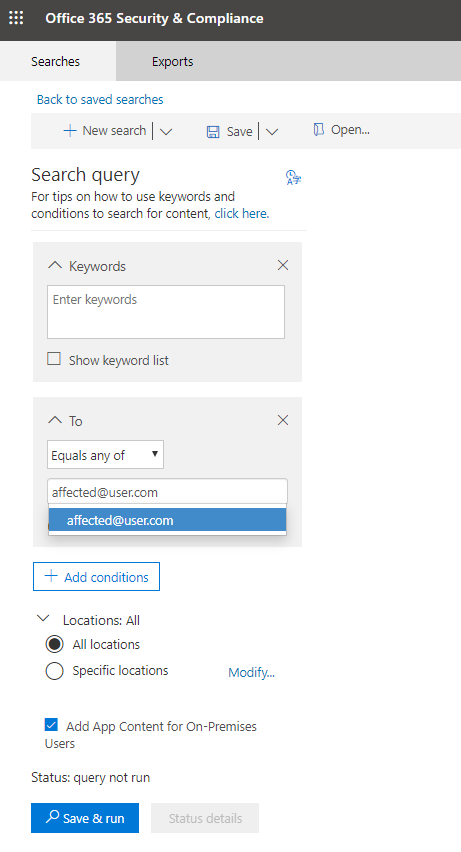 Office 365 Security & Compliance
Searches Exports
Back to saved searches
New search Save Open...
Search query
For tips on how to use keywords and
conditions to search for content, click here.
Keywords
Enter keywords
Show keyword list
To
Equals any of
affected@user.com
affected@user.com
Add conditions
Locations: All
All locations
Specific locations Modify...
Add App Content for On-Premises
Users
Status: query not run
Save & run Status details